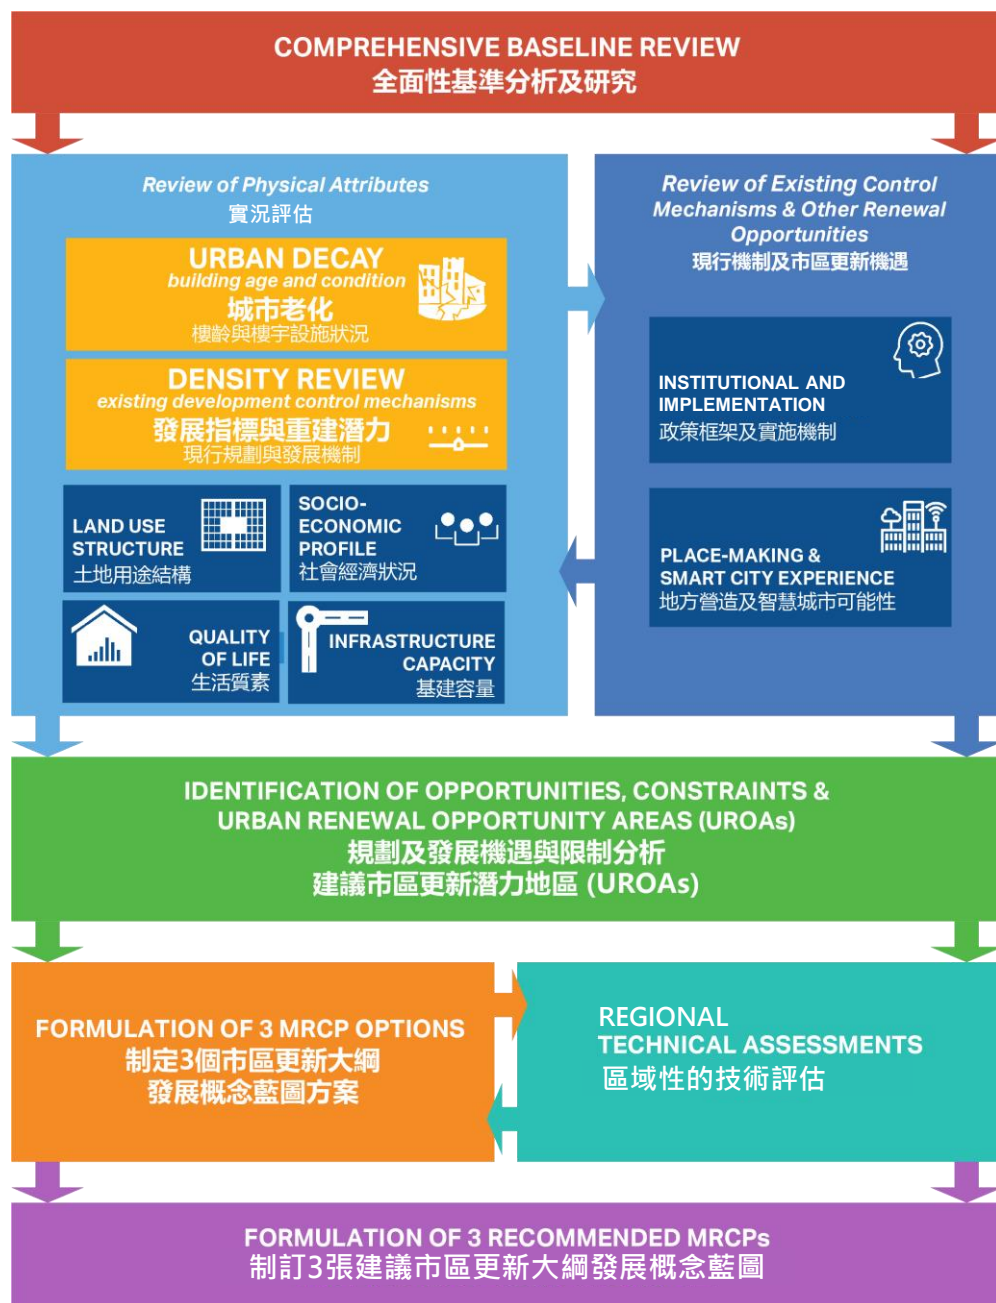 COMPREHENSIVE BASELINE REVIEW
全面性基準分析及研究
Review of Physical Attributes
實況評估
URBAN DECAY
building age and condition
城市老化
樓齡與樓宇設施狀況
DENSITY REVIEW
existing development control mechanisms
發展指標與重建潛力
現行規劃與發展機制
LAND USE
STRUCTURE
土地用途結構
SOCIO-
ECONOMIC
PROFILE
社會經濟狀況
QUALITY
OF LIFE
生活質素
INFRASTRUCTURE
CAPACITY
基建容量
Review of Existing Control
Mechanisms & Other Renewal
Opportunities
現行機制及市區更新機遇
INSTITUTIONAL AND
IMPLEMENTATION
政策框架及實施機制
PLACE-MAKING &
SMART CITY EXPERIENCE
地方營造及智慧城市可能性
IDENTIFICATION OF OPPORTUNITIES, CONSTRAINTS &
URBAN RENEWAL OPPORTUNITY AREAS (UROAs)
規劃及發展機遇與限制分析
建議市區更新潛力地區 (UROAs)
FORMULATION OF 3 MRCP OPTIONS
制定3個市區更新大綱
發展概念藍圖方案
REGIONAL
TECHNICAL ASSESSMENTS
區域性的技術評估
FORMULATION OF 3 RECOMMENDED MRCPs
制訂3張建議市區更新大綱發展概念藍圖